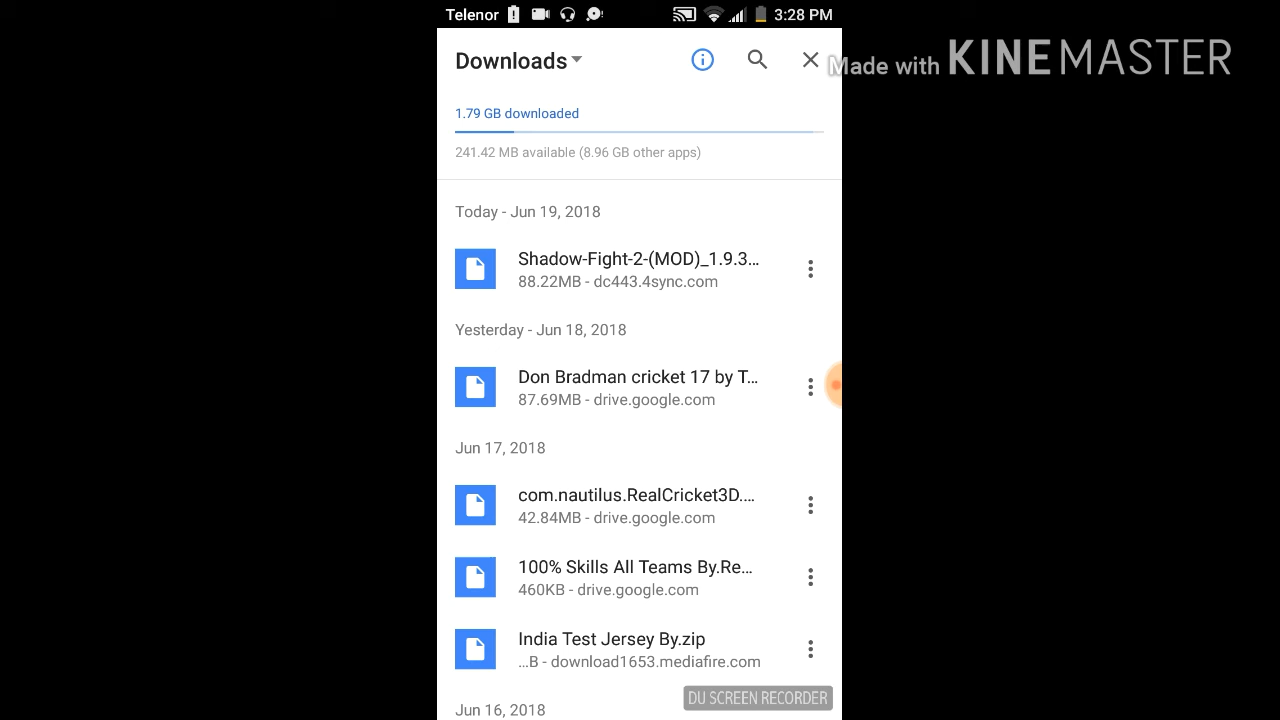 Telenor 3:28 PM
Downloads
Made with KINEMASTER
1.79 GB downloaded
241.42 MB available (8.96 GB other apps)
Today - Jun 19, 2018
Shadow-Fight-2-(MOD)_1.9.3...
88.22MB - dc443.4sync.com
Yesterday - Jun 18, 2018
Don Bradman cricket 17 by T...
87.69MB - drive.google.com
Jun 17, 2018
com.nautilus.RealCricket3D....
42.84MB - drive.google.com
100% Skills All Teams By.Re...
460KB - drive.google.com
India Test Jersey By.zip
...B - download1653.mediafire.com
DU SCREEN RECORDER
Jun 16, 2018